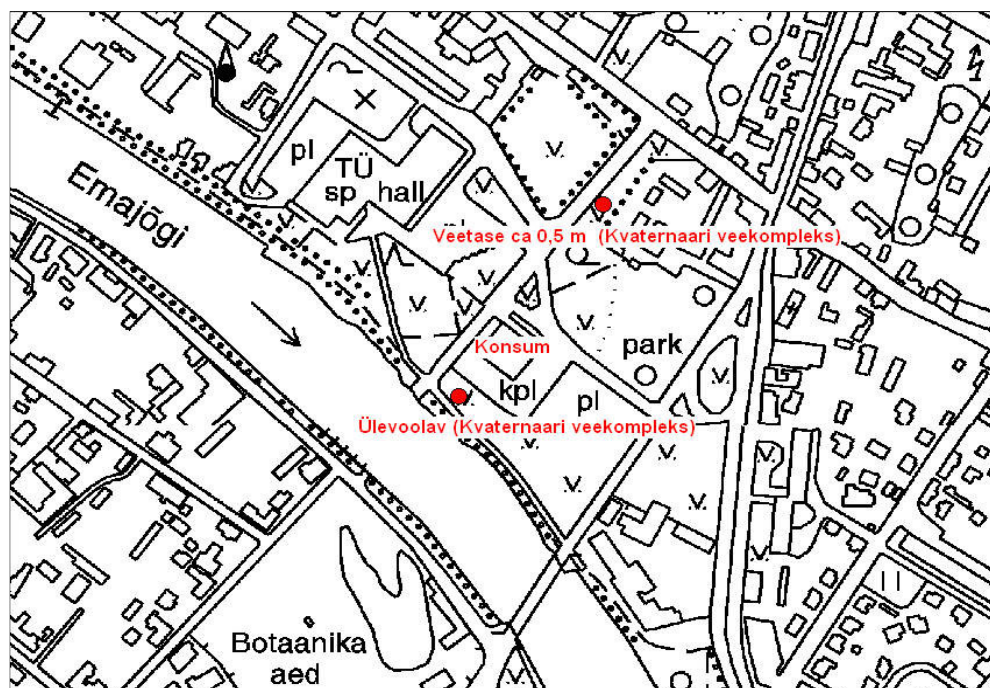 pl
TÜ
sp hall
Emajõgi
Veetase ca 0,5 m (Kvaternaari veekompleks)
Konsum
park
kpl
pl
Ülevoolav (Kvaternaari veekompleks)
Botaanika
aed